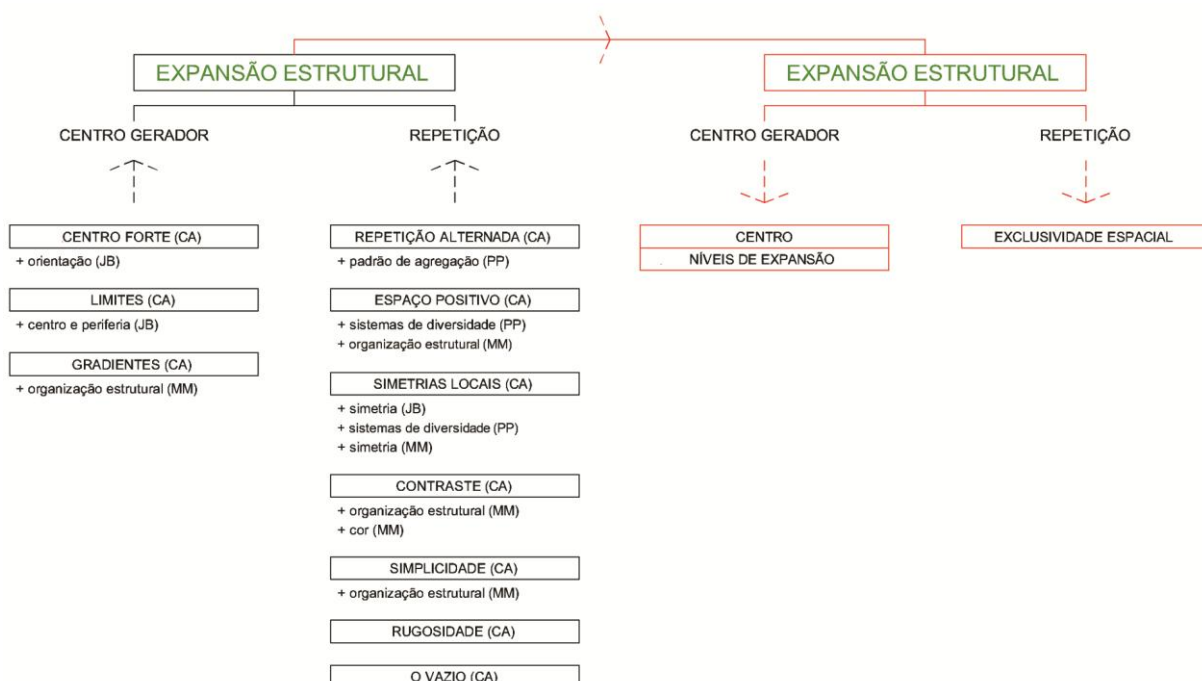 EXPANSÃO ESTRUTURAL
CENTRO GERADOR
CENTRO FORTE (CA)
+ orientação (JB)
LIMITES (CA)
+ centro e periferia (JB)
GRADIENTES (CA)
+ organização estrutural (MM)
REPETIÇÃO
REPETIÇÃO ALTERNADA (CA)
+ padrão de agregação (PP)
ESPAÇO POSITIVO (CA)
+ sistemas de diversidade (PP)
+ organização estrutural (MM)
SIMETRIAS LOCAIS (CA)
+ simetria (JB)
+ sistemas de diversidade (PP)
+ simetria (MM)
CONTRASTE (CA)
+ organização estrutural (MM)
+ cor (MM)
SIMPLICIDADE (CA)
+ organização estrutural (MM)
RUGOSIDADE (CA)
O VAZIO (CA)
EXPANSÃO ESTRUTURAL
CENTRO GERADOR
CENTRO
NÍVEIS DE EXPANSÃO
REPETIÇÃO
EXCLUSIVIDADE ESPACIAL